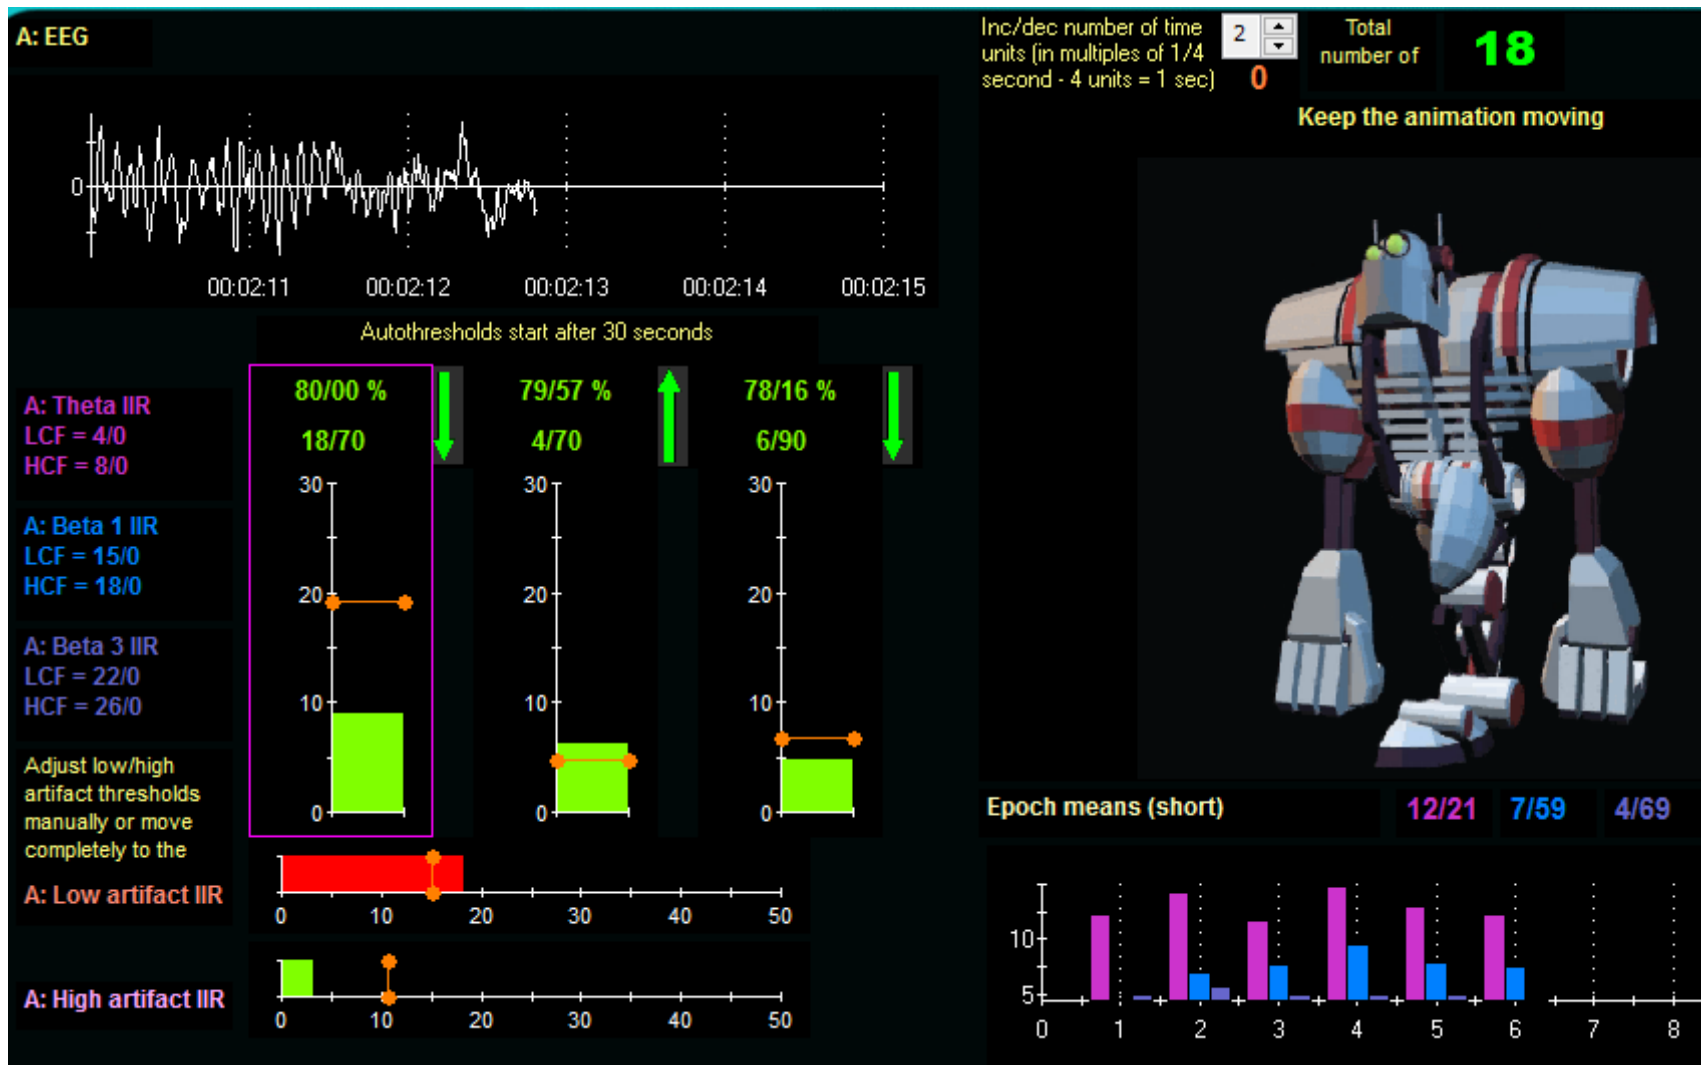 A: EEG
Inc/dec number of time
units (in multiples of 1/4
second - 4 units = 1 sec)
2
0
Total
number of
18
Keep the animation moving
0
00:02:11 00:02:12 00:02:13 00:02:14 00:02:15
Autothresholds start after 30 seconds
A: Theta IIR
LCF = 4/0
HCF = 8/0
A: Beta 1 IIR
LCF = 15/0
HCF = 18/0
A: Beta 3 IIR
LCF = 22/0
HCF = 26/0
80/00 %
18/70
30
20
10
0
79/57 %
4/70
30
20
10
0
78/16 %
6/90
30
20
10
0
Adjust low/high
artifact thresholds
manually or move
completely to the
A: Low artifact IIR
0 10 20 30 40 50
A: High artifact IIR
0 10 20 30 40 50
Epoch means (short)
12/21 7/59 4/69
10
5
0 1 2 3 4 5 6 7 8